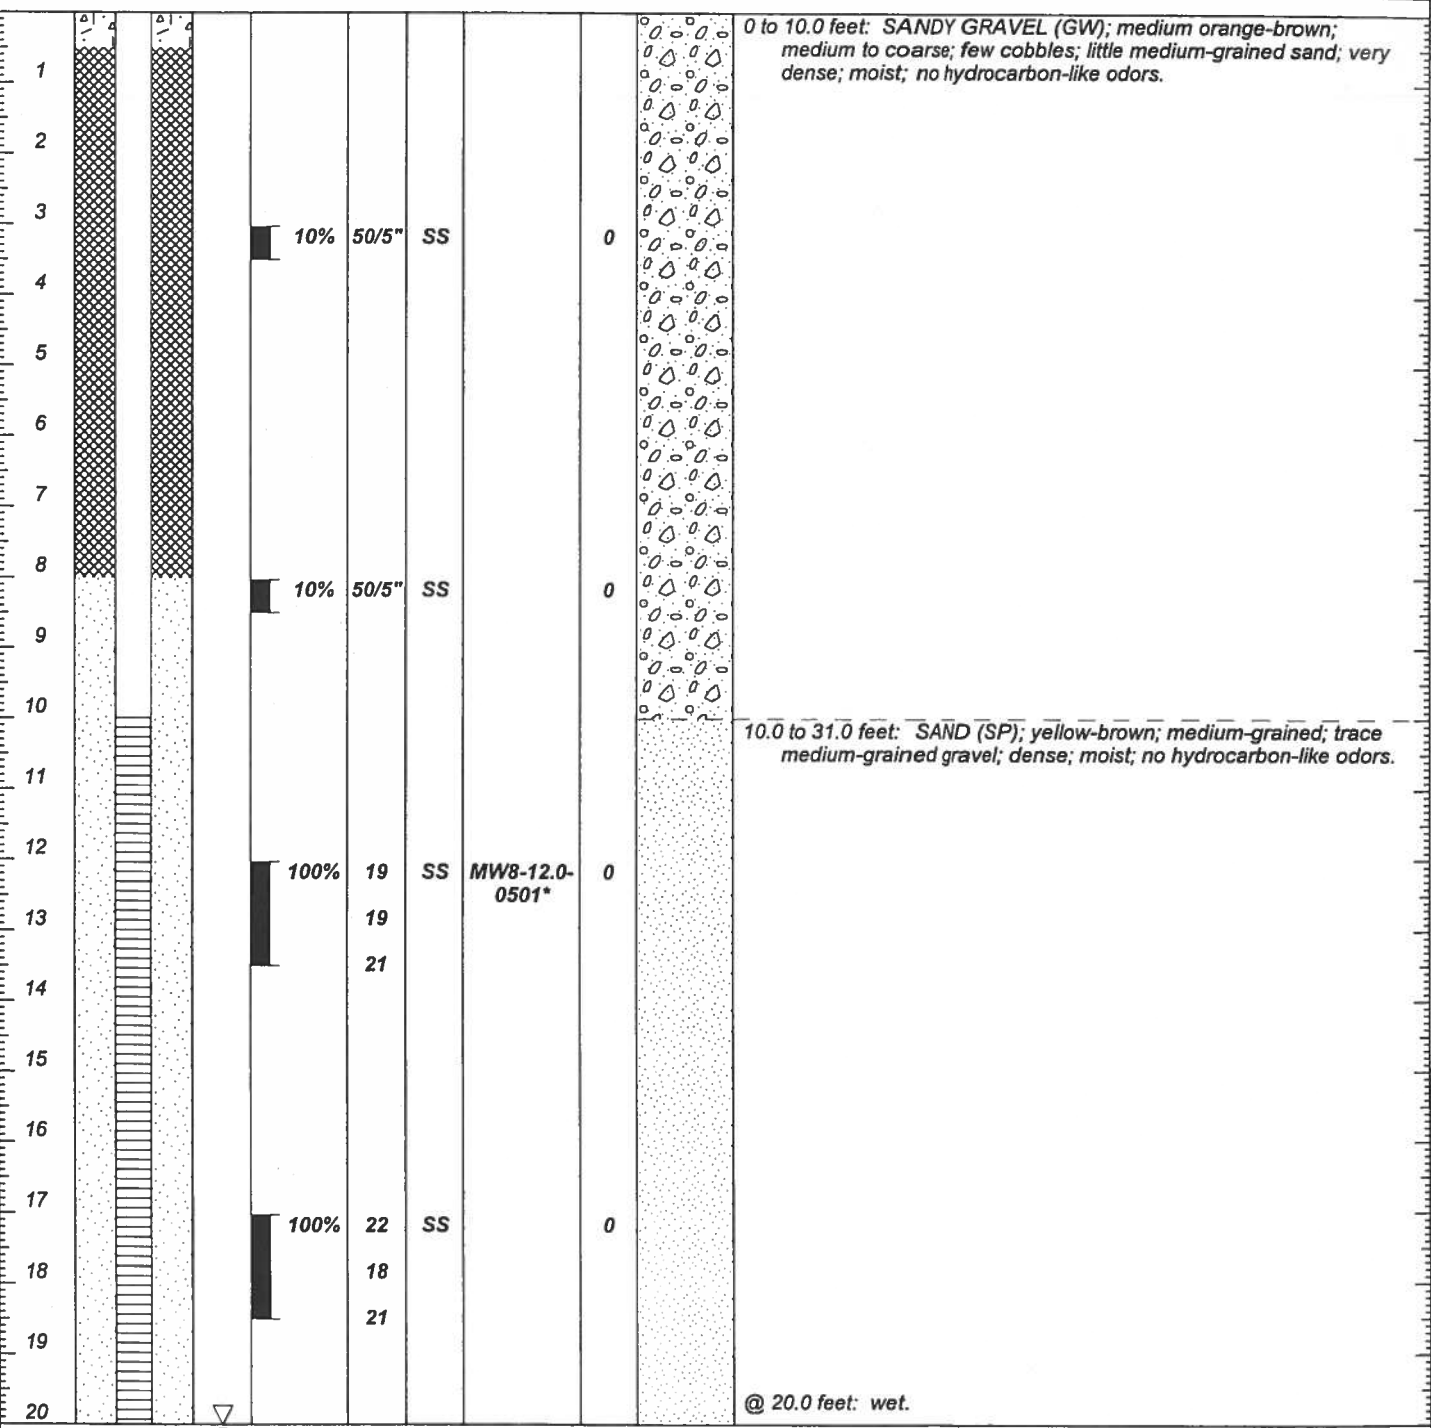 0 to 10.0 feet: SANDY GRAVEL (GW); medium orange-brown;
medium to coarse; few cobbles; little medium-grained sand; very
dense; moist; no hydrocarbon-like odors.
1
2
3
10% 50/5" SS 0
4
5
6
7
8
10% 50/5" SS 0
9
10
10.0 to 31.0 feet: SAND (SP); yellow-brown; medium-grained; trace
medium-grained gravel; dense; moist; no hydrocarbon-like odors.
11
12
100% 19 SS MW8-12.0- 0
0501*
13 19
21
14
15
16
17
100% 22 SS 0
18 18
21
19
@ 20.0 feet: wet.
20